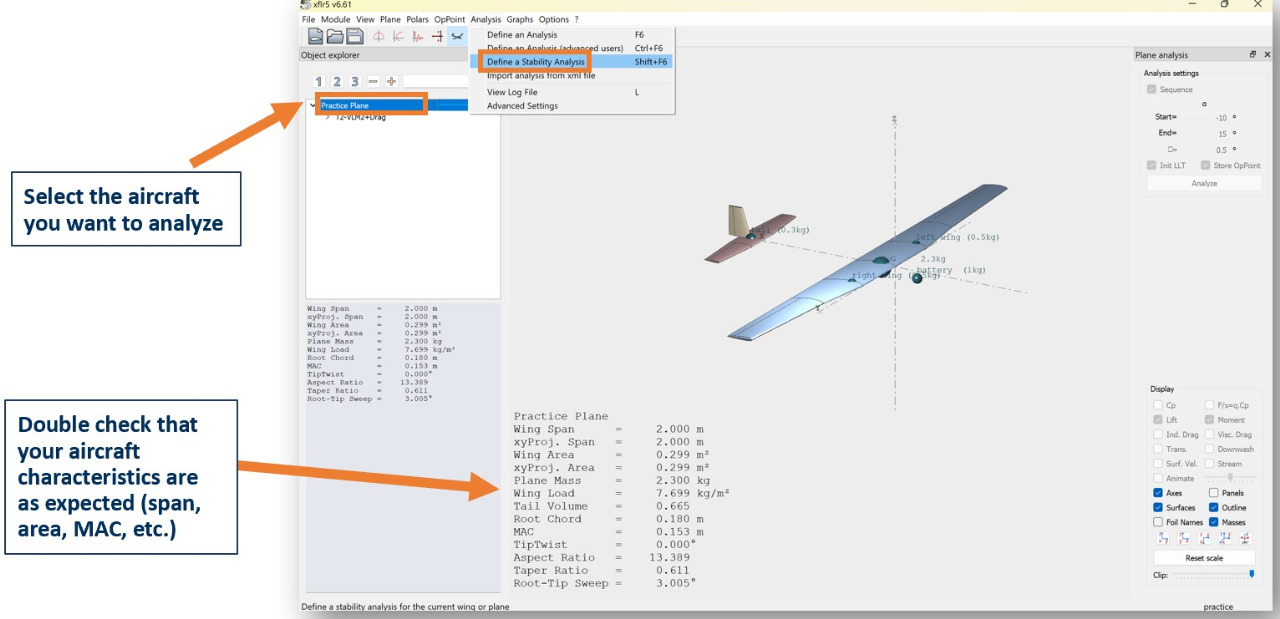 xflr5 v6.61
File Module View Plane Polars OpPoint Analysis Graphs Options ?
Define an Analysis F6
Define an Analysis (advanced users) Ctrl+F6
Define a Stability Analysis Shift+F6
Import analysis from xml file
View Log File L
Advanced Settings
Object explorer
1 2 3
Practice Plane
T2-VLM2+Drag
Select the aircraft
you want to analyze
Wing Span = 2.000 m
xyProj. Span = 2.000 m
Wing Area = 0.299 m²
xyProj. Area = 0.299 m²
Plane Mass = 2.300 kg
Wing Load = 7.699 kg/m²
Root Chord = 0.180 m
MAC = 0.153 m
TipTwist = 0.000°
Aspect Ratio = 13.389
Taper Ratio = 0.611
Root-Tip Sweep = 3.005°
Double check that
your aircraft
characteristics are
as expected (span,
area, MAC, etc.)
Z
(0.3kg)
X
left wing (0.5kg)
G 2.3kg
battery (1kg)
right wing
Y
Practice Plane
Wing Span = 2.000 m
xyProj. Span = 2.000 m
Wing Area = 0.299 m²
xyProj. Area = 0.299 m²
Plane Mass = 2.300 kg
Wing Load = 7.699 kg/m²
Tail Volume = 0.665
Root Chord = 0.180 m
MAC = 0.153 m
TipTwist = 0.000°
Aspect Ratio = 13.389
Taper Ratio = 0.611
Root-Tip Sweep = 3.005°
Plane analysis
Analysis settings
Sequence
α
Start= -10 °
End= 15 °
□= 0.5 °
Init LLT Store OpPoint
Analyze
Display
Cp F/s=q.Cp
Lift Moment
Ind. Drag Visc. Drag
Trans. Downwash
Surf. Vel. Stream
Animate
Axes Panels
Surfaces Outline
Foil Names Masses
Reset scale
Clip:
Define a stability analysis for the current wing or plane
practice